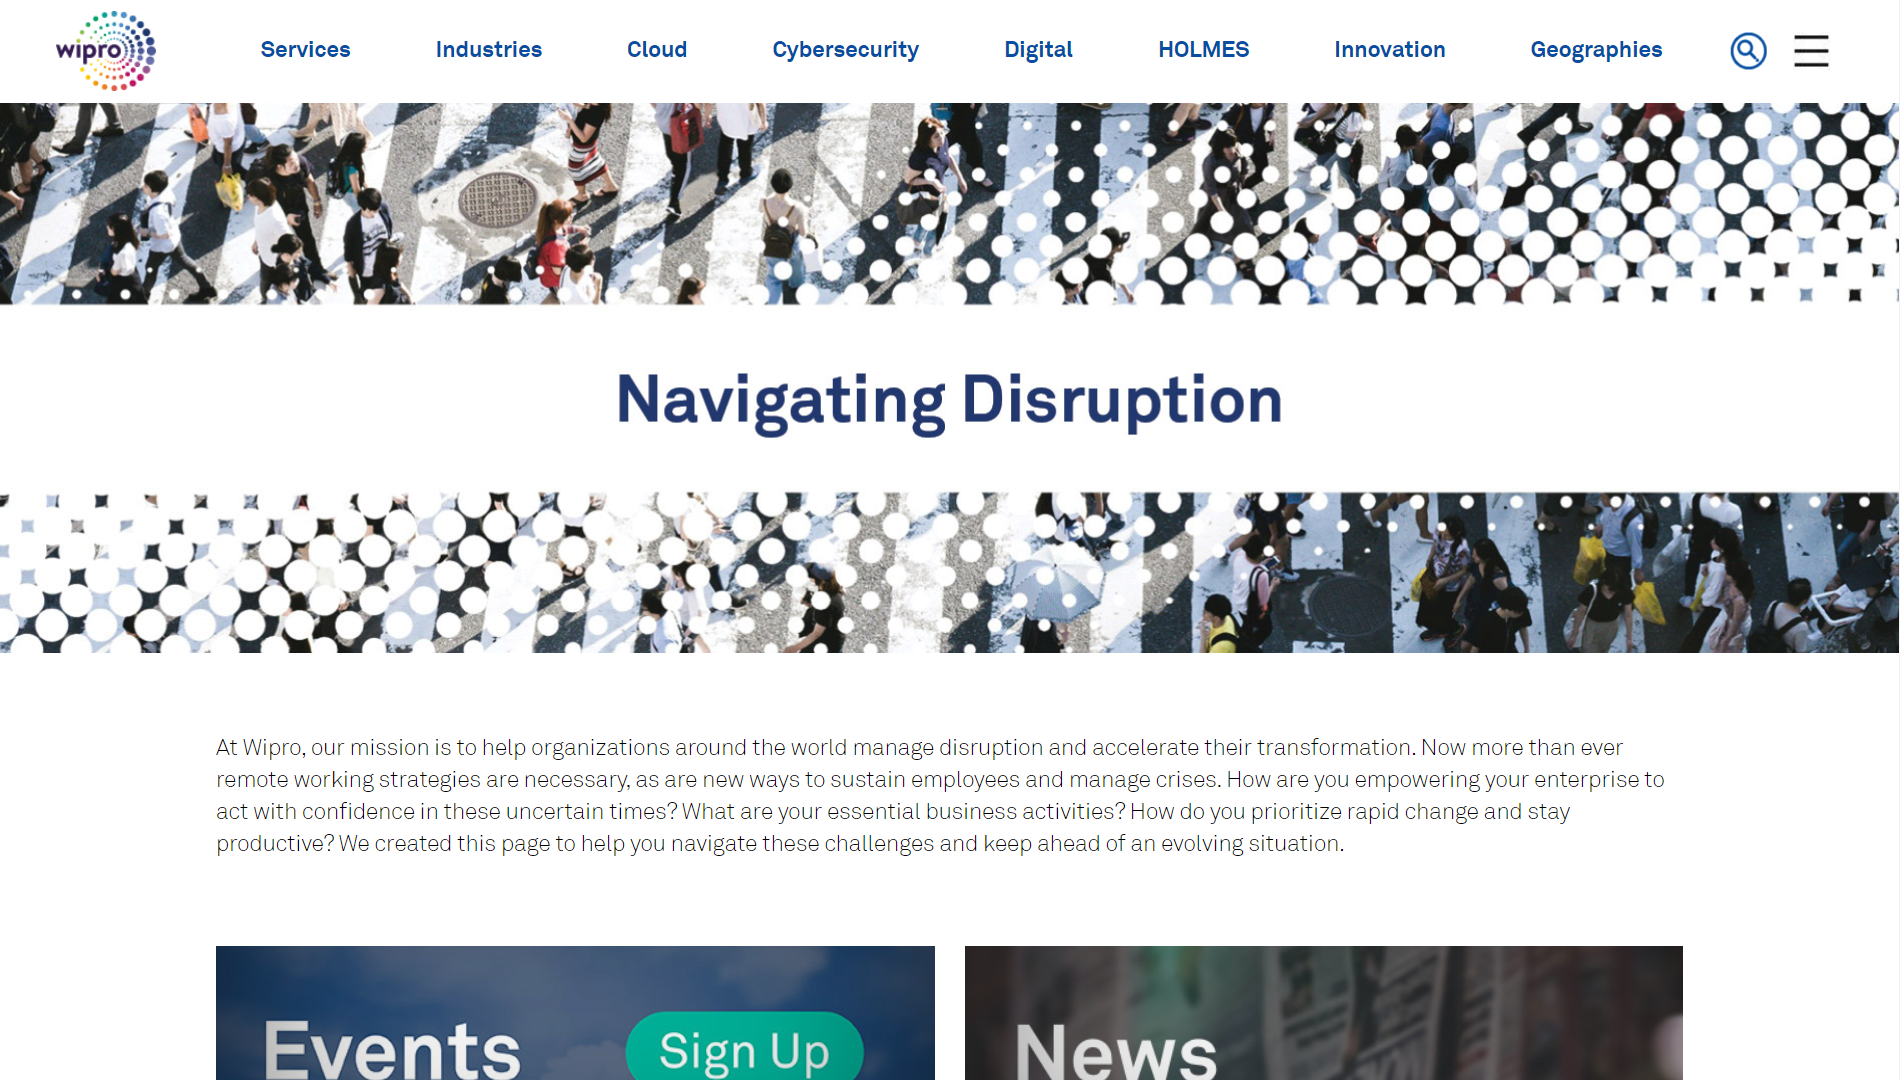 wipro
Services Industries Cloud Cybersecurity Digital HOLMES Innovation Geographies
Navigating Disruption
At Wipro, our mission is to help organizations around the world manage disruption and accelerate their transformation. Now more than ever
remote working strategies are necessary, as are new ways to sustain employees and manage crises. How are you empowering your enterprise to
act with confidence in these uncertain times? What are your essential business activities? How do you prioritize rapid change and stay
productive? We created this page to help you navigate these challenges and keep ahead of an evolving situation.
Events Sign Up
News